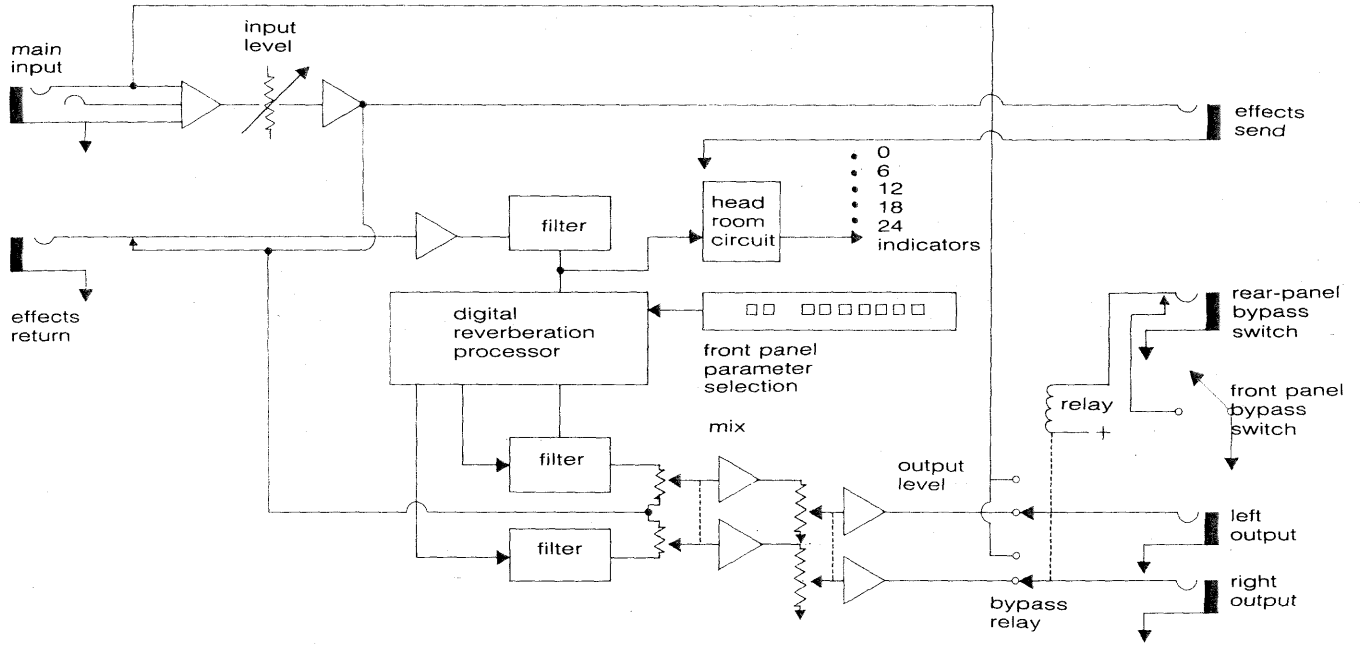 input
level
main
input
effects
send
0
6
12
18
24
indicators
head
room
circuit
filter
effects
return
digital
reverberation
processor
front panel
parameter
selection
rear-panel
bypass
switch
relay
+
front panel
bypass
switch
mix
filter
output
level
left
output
filter
right
output
bypass
relay